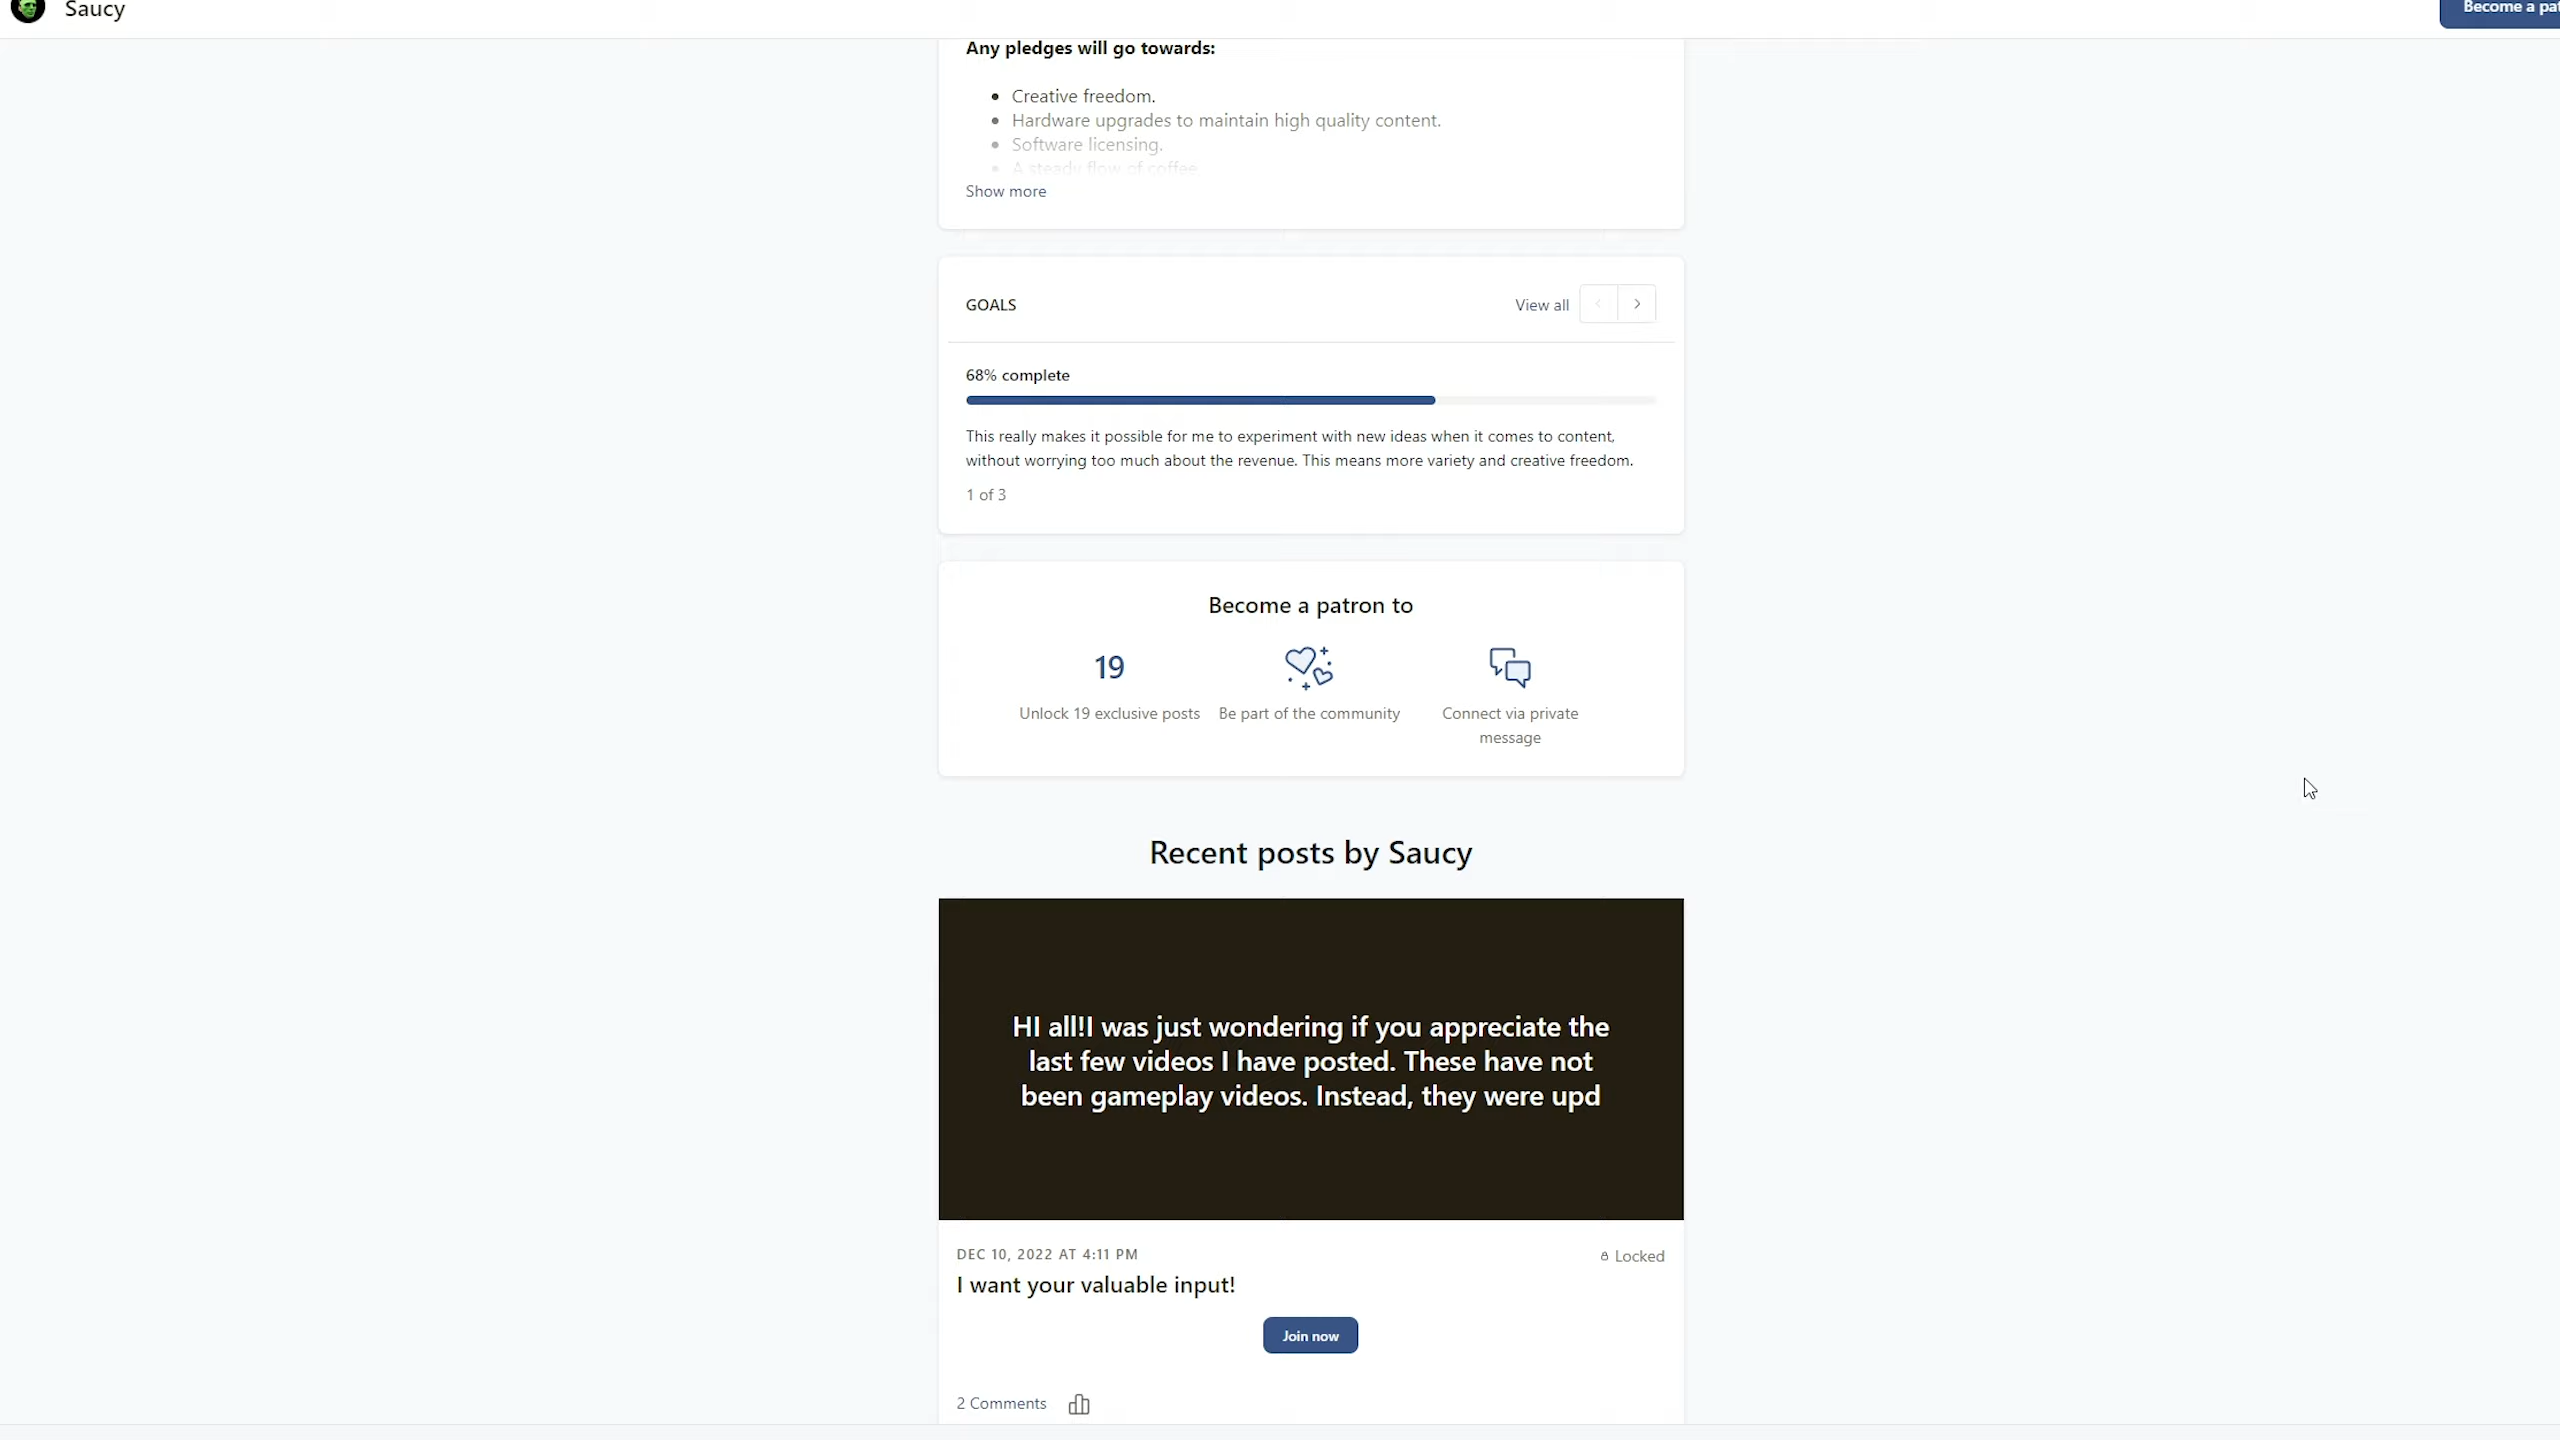 Saucy
Become a pat
Any pledges will go towards:
Creative freedom.
Hardware upgrades to maintain high quality content.
Software licensing.
A steady flow of coffee
Show more
GOALS
View all
68% complete
This really makes it possible for me to experiment with new ideas when it comes to content,
without worrying too much about the revenue. This means more variety and creative freedom.
1 of 3
Become a patron to
19
Unlock 19 exclusive posts
Be part of the community
Connect via private
message
Recent posts by Saucy
HI all!I was just wondering if you appreciate the
last few videos I have posted. These have not
been gameplay videos. Instead, they were upd
DEC 10, 2022 AT 4:11 PM
Locked
I want your valuable input!
Join now
2 Comments